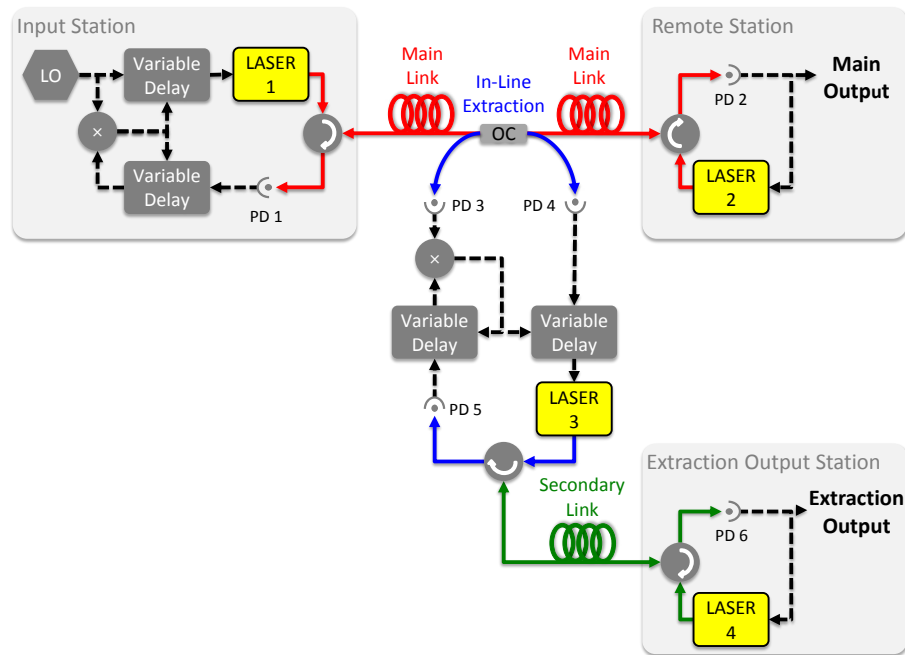 Input Station
LO
Variable
Delay
LASER
1
×
Variable
Delay
PD 1
Main
Link
In-Line
Extraction
OC
Main
Link
Remote Station
PD 2
Main
Output
LASER
2
PD 3
PD 4
×
Variable
Delay
Variable
Delay
LASER
3
PD 5
Secondary
Link
Extraction Output Station
PD 6
Extraction
Output
LASER
4